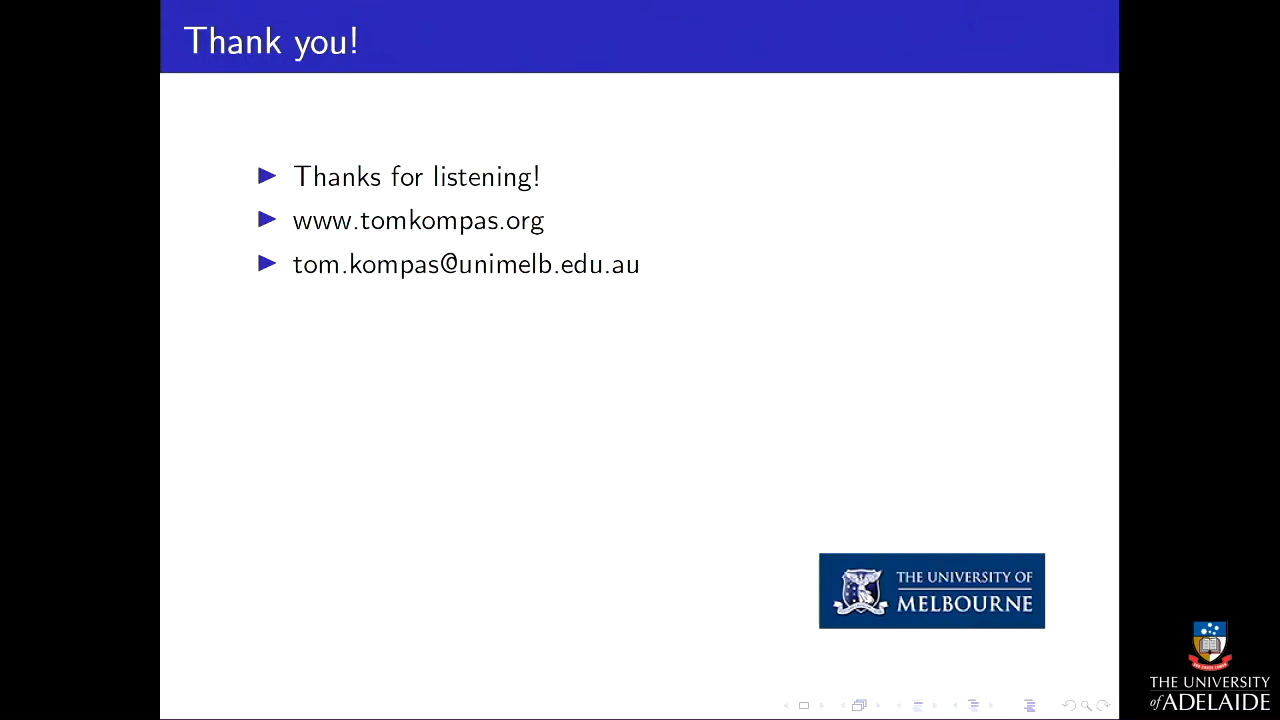 Thank you!
Thanks for listening!
www.tomkompas.org
tom.kompas@unimelb.edu.au
THE UNIVERSITY OF
MELBOURNE
THE UNIVERSITY
of ADELAIDE